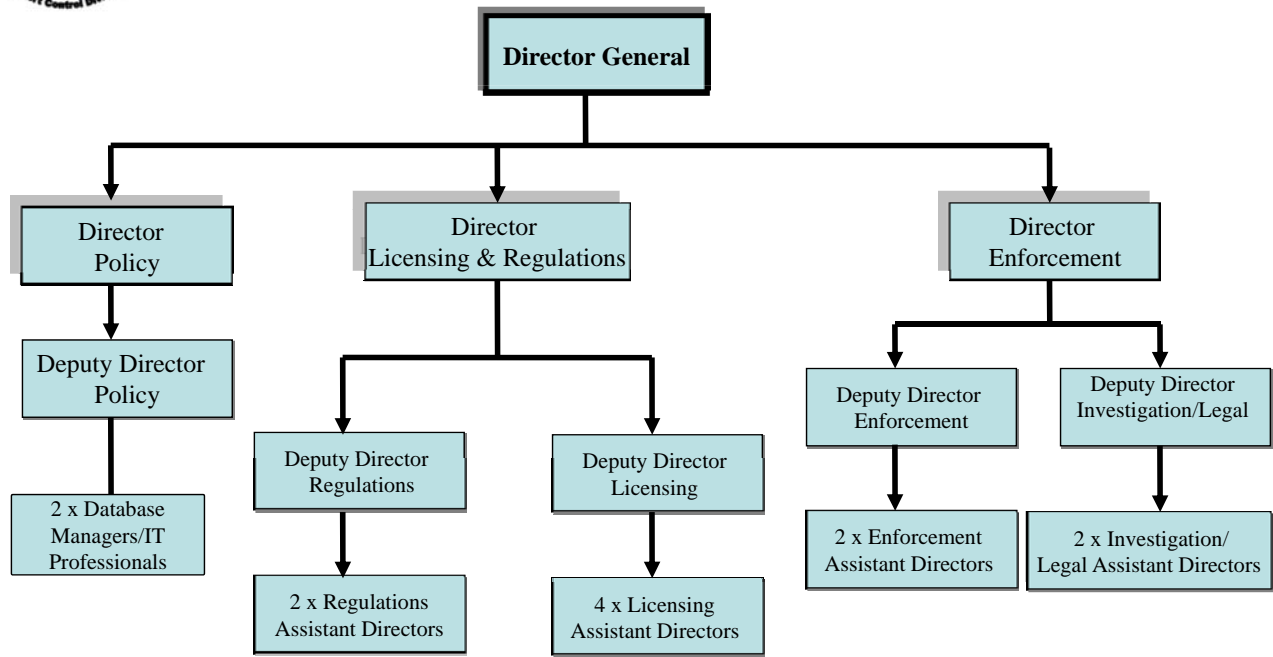 Control
Director General
Director
Policy
Director
Licensing & Regulations
Director
Enforcement
Deputy Director
Policy
Deputy Director
Enforcement
Deputy Director
Investigation/Legal
Deputy Director
Regulations
Deputy Director
Licensing
2 x Database
Managers/IT
Professionals
2 x Enforcement
Assistant Directors
2 x Investigation/
Legal Assistant Directors
2 x Regulations
Assistant Directors
4 x Licensing
Assistant Directors